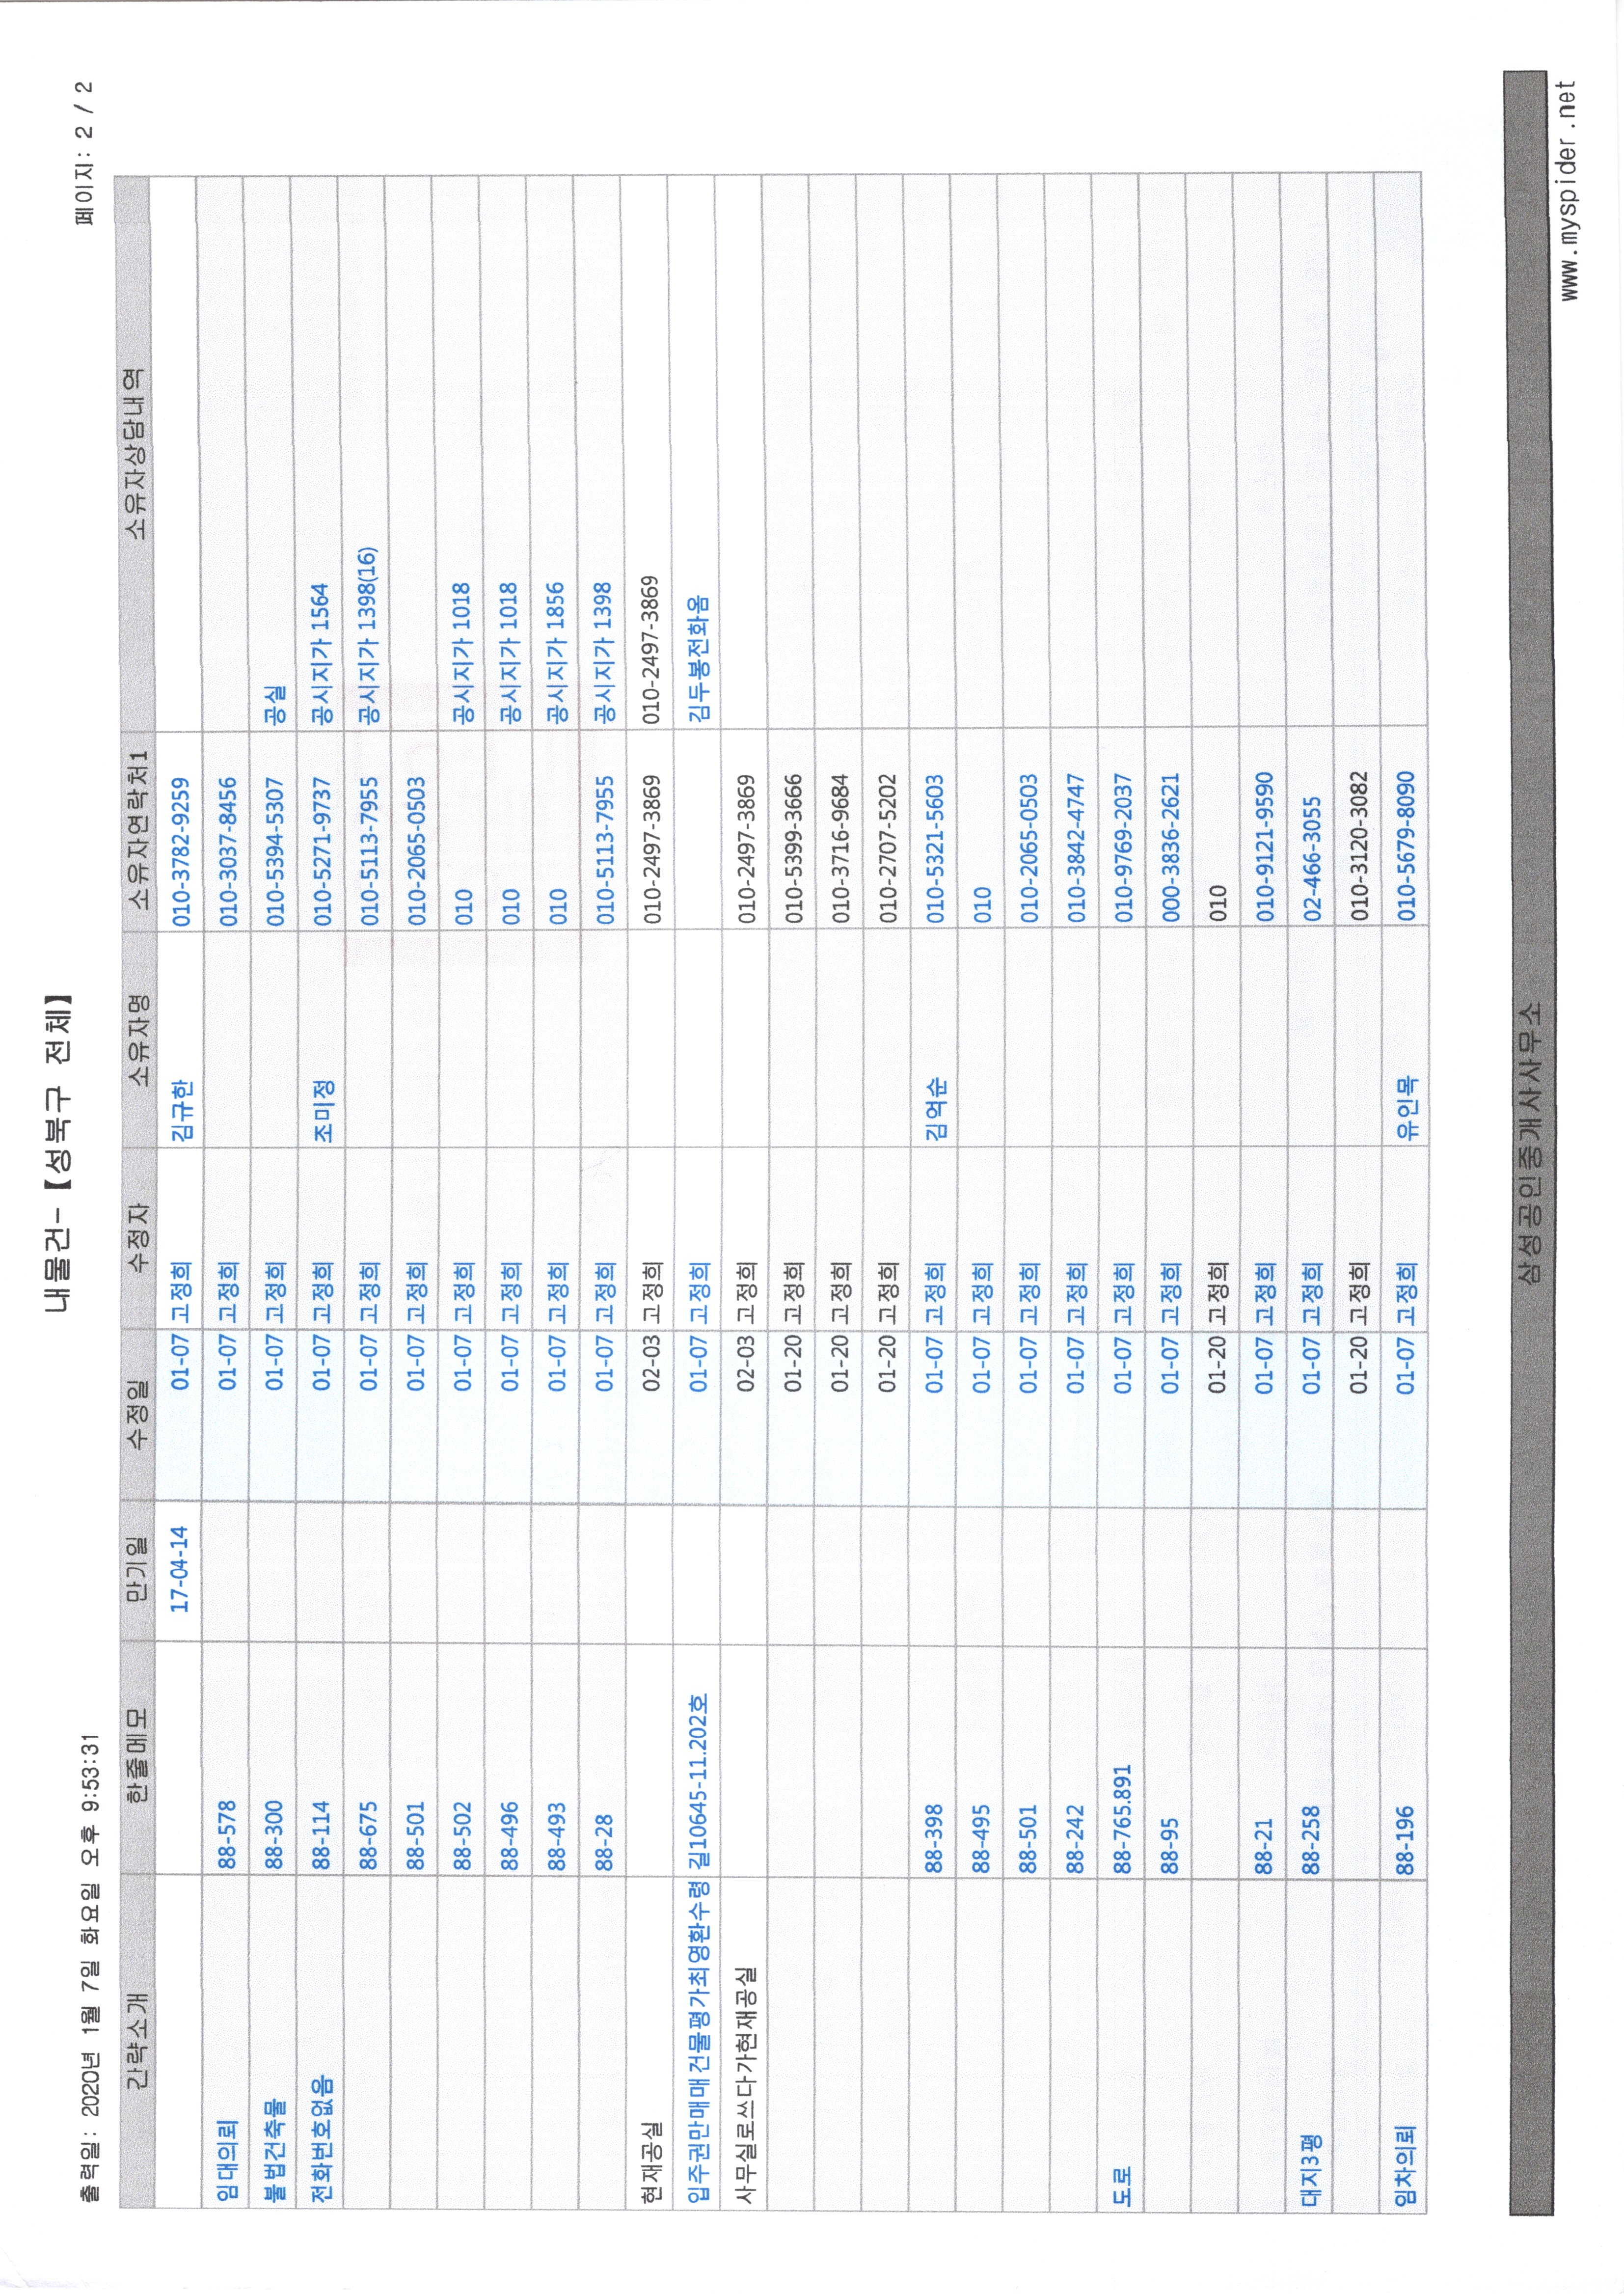 내물건-【성북구 전체】
출력일: 2020년 1월 7일 화요일 오후 9:53:31
페이지: 2 / 2
간략소개 한줄메모 만기일 수정일 수정자 소유자명 소유자연락처1 소유자상담내역
17-04-14 01-07 고정희 김규한 010-3782-9259
임대의뢰 88-578 01-07 고정희 010-3037-8456
불법건축물 88-300 01-07 고정희 010-5394-5307 공실
전화번호없음 88-114 01-07 고정희 조미정 010-5271-9737 공시지가 1564
88-675 01-07 고정희 010-5113-7955 공시지가 1398(16)
88-501 01-07 고정희 010-2065-0503
88-502 01-07 고정희 010 공시지가 1018
88-496 01-07 고정희 010 공시지가 1018
88-493 01-07 고정희 010 공시지가 1856
88-28 01-07 고정희 010-5113-7955 공시지가 1398
현재공실 02-03 고정희 010-2497-3869 010-2497-3869
입주권만매매건물평가최영환수령 길10645-11.202호 01-07 고정희 김두봉전화옴
사무실로쓰다가현재공실 02-03 고정희 010-2497-3869
01-20 고정희 010-5399-3666
01-20 고정희 010-3716-9684
01-20 고정희 010-2707-5202
88-398 01-07 고정희 김억순 010-5321-5603
88-495 01-07 고정희 010
88-501 01-07 고정희 010-2065-0503
88-242 01-07 고정희 010-3842-4747
도로 88-765.891 01-07 고정희 010-9769-2037
88-95 01-07 고정희 000-3836-2621
01-20 고정희 010
88-21 01-07 고정희 010-9121-9590
대지3평 88-258 01-07 고정희 02-466-3055
01-20 고정희 010-3120-3082
임차의뢰 88-196 01-07 고정희 유인목 010-5679-8090
삼성공인중개사사무소
www.myspider.net